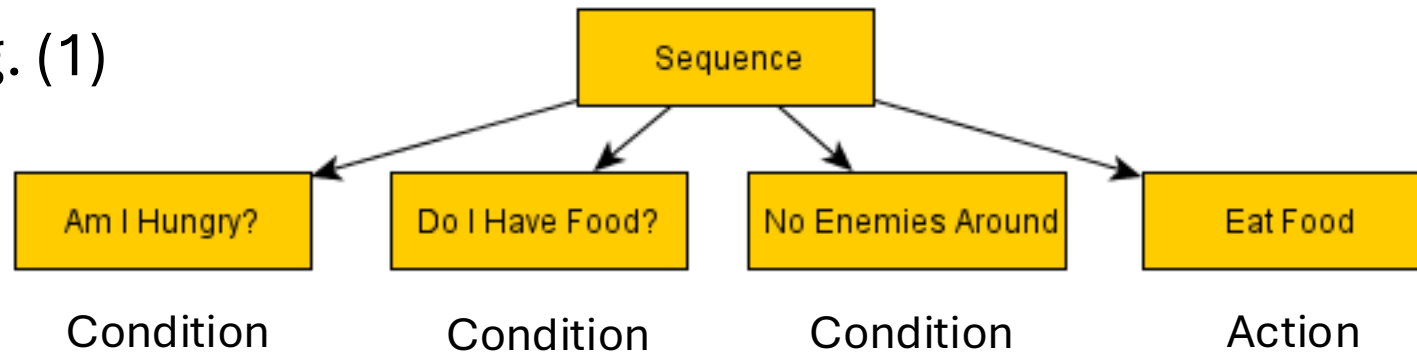 g. (1)
Sequence
Am I Hungry?
Do I Have Food?
No Enemies Around
Eat Food
Condition
Condition
Condition
Action